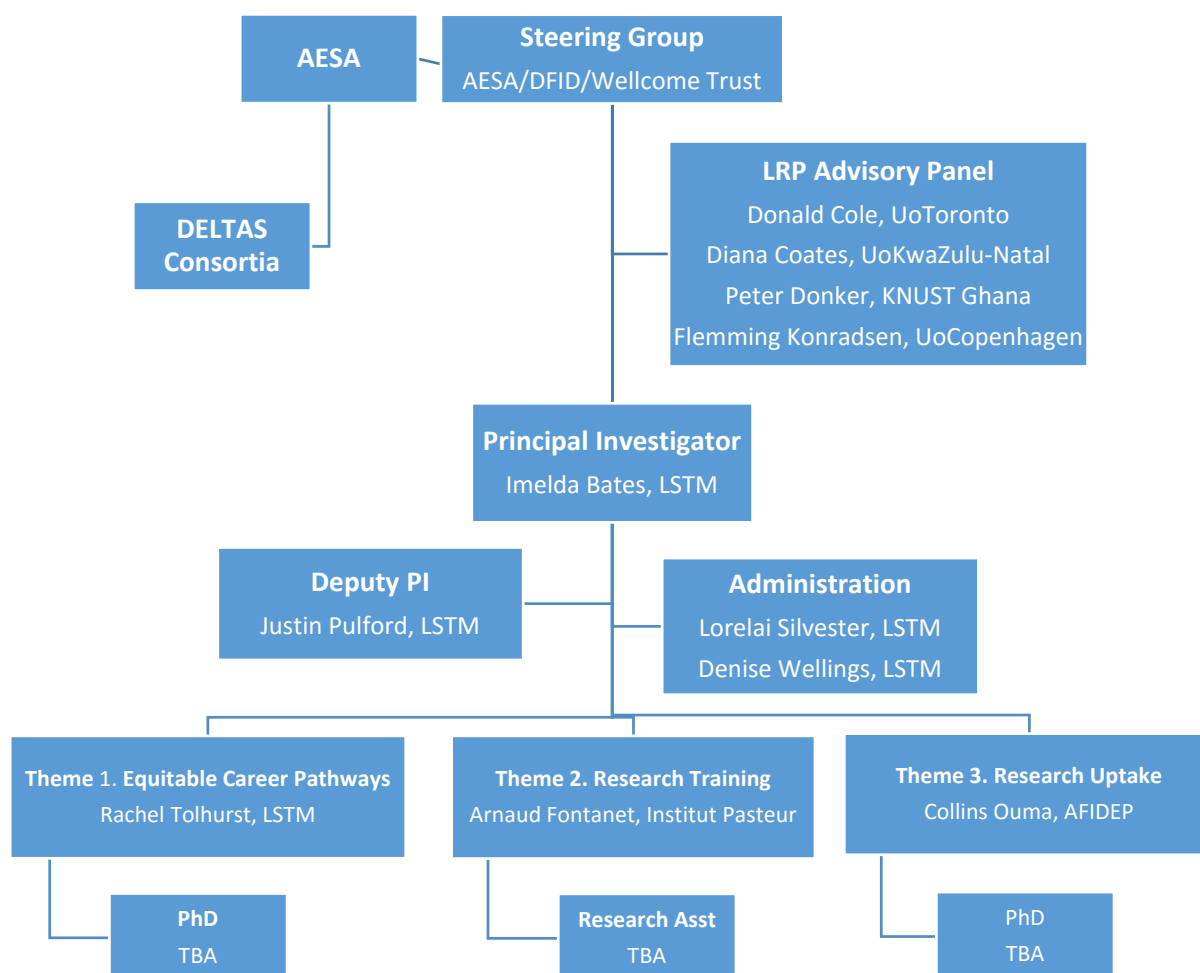 AESA
Steering Group
AESA/DFID/Wellcome Trust
DELTAS
Consortia
LRP Advisory Panel
Donald Cole, UoToronto
Diana Coates, UoKwaZulu-Natal
Peter Donker, KNUST Ghana
Flemming Konradsen, UoCopenhagen
Principal Investigator
Imelda Bates, LSTM
Deputy PI
Justin Pulford, LSTM
Administration
Lorelai Silvester, LSTM
Denise Wellings, LSTM
Theme 1. Equitable Career Pathways
Rachel Tolhurst, LSTM
Theme 2. Research Training
Arnaud Fontanet, Institut Pasteur
Theme 3. Research Uptake
Collins Ouma, AFIDEP
PhD
TBA
Research Asst
TBA
PhD
TBA